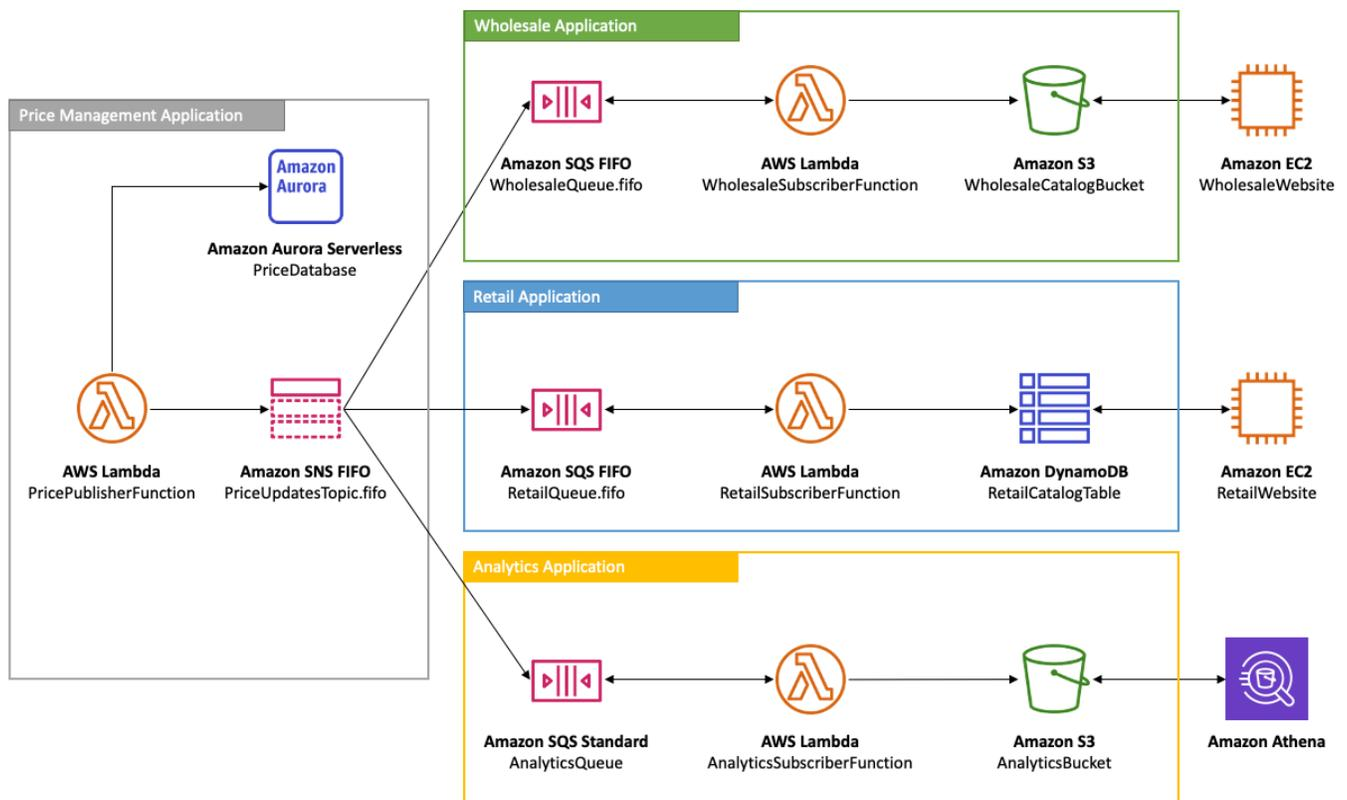 Wholesale Application
Amazon SQS FIFO
WholesaleQueue.fifo
AWS Lambda
WholesaleSubscriberFunction
Amazon S3
WholesaleCatalogBucket
Amazon EC2
WholesaleWebsite
Price Management Application
Amazon
Aurora
Amazon Aurora Serverless
PriceDatabase
AWS Lambda
PricePublisherFunction
Amazon SNS FIFO
PriceUpdatesTopic.fifo
Retail Application
Amazon SQS FIFO
RetailQueue.fifo
AWS Lambda
RetailSubscriberFunction
Amazon DynamoDB
RetailCatalogTable
Amazon EC2
RetailWebsite
Analytics Application
Amazon SQS Standard
AnalyticsQueue
AWS Lambda
AnalyticsSubscriberFunction
Amazon S3
AnalyticsBucket
Amazon Athena